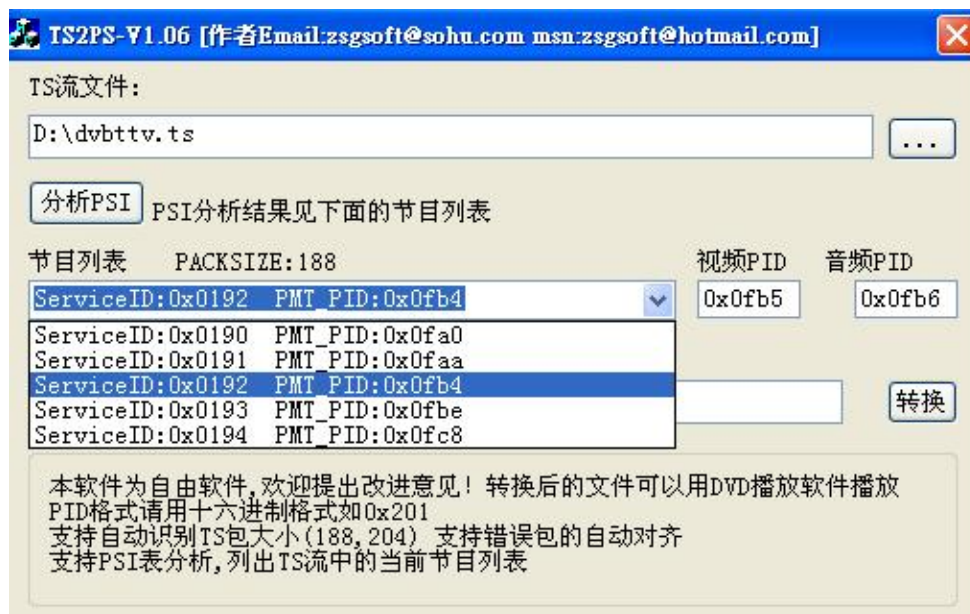 TS2PS-V1.06 [作者Email:zsgsoft@sohu.com msn:zsgsoft@hotmail.com]
TS流文件:
D:\dvbttv.ts
...
分析PSI PSI分析结果见下面的节目列表
节目列表 PACKSIZE:188 视频PID 音频PID
ServiceID:0x0192 PMT_PID:0x0fb4 0x0fb5 0x0fb6
ServiceID:0x0190 PMT_PID:0x0fa0
ServiceID:0x0191 PMT_PID:0x0faa
ServiceID:0x0192 PMT_PID:0x0fb4
ServiceID:0x0193 PMT_PID:0x0fbe
转换
ServiceID:0x0194 PMT_PID:0x0fc8
本软件为自由软件,欢迎提出改进意见! 转换后的文件可以用DVD播放软件播放
PID格式请用十六进制格式如0x201
支持自动识别TS包大小(188,204) 支持错误包的自动对齐
支持PSI表分析,列出TS流中的当前节目列表